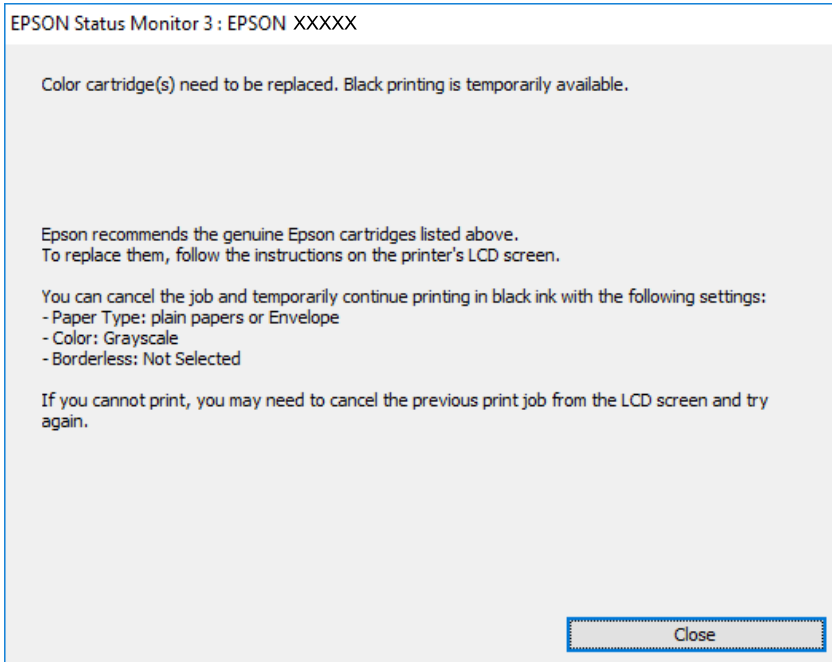 EPSON Status Monitor 3 : EPSON XXXXX
Color cartridge(s) need to be replaced. Black printing is temporarily available.
Epson recommends the genuine Epson cartridges listed above.
To replace them, follow the instructions on the printer's LCD screen.
You can cancel the job and temporarily continue printing in black ink with the following settings:
- Paper Type: plain papers or Envelope
- Color: Grayscale
- Borderless: Not Selected
If you cannot print, you may need to cancel the previous print job from the LCD screen and try
again.
Close